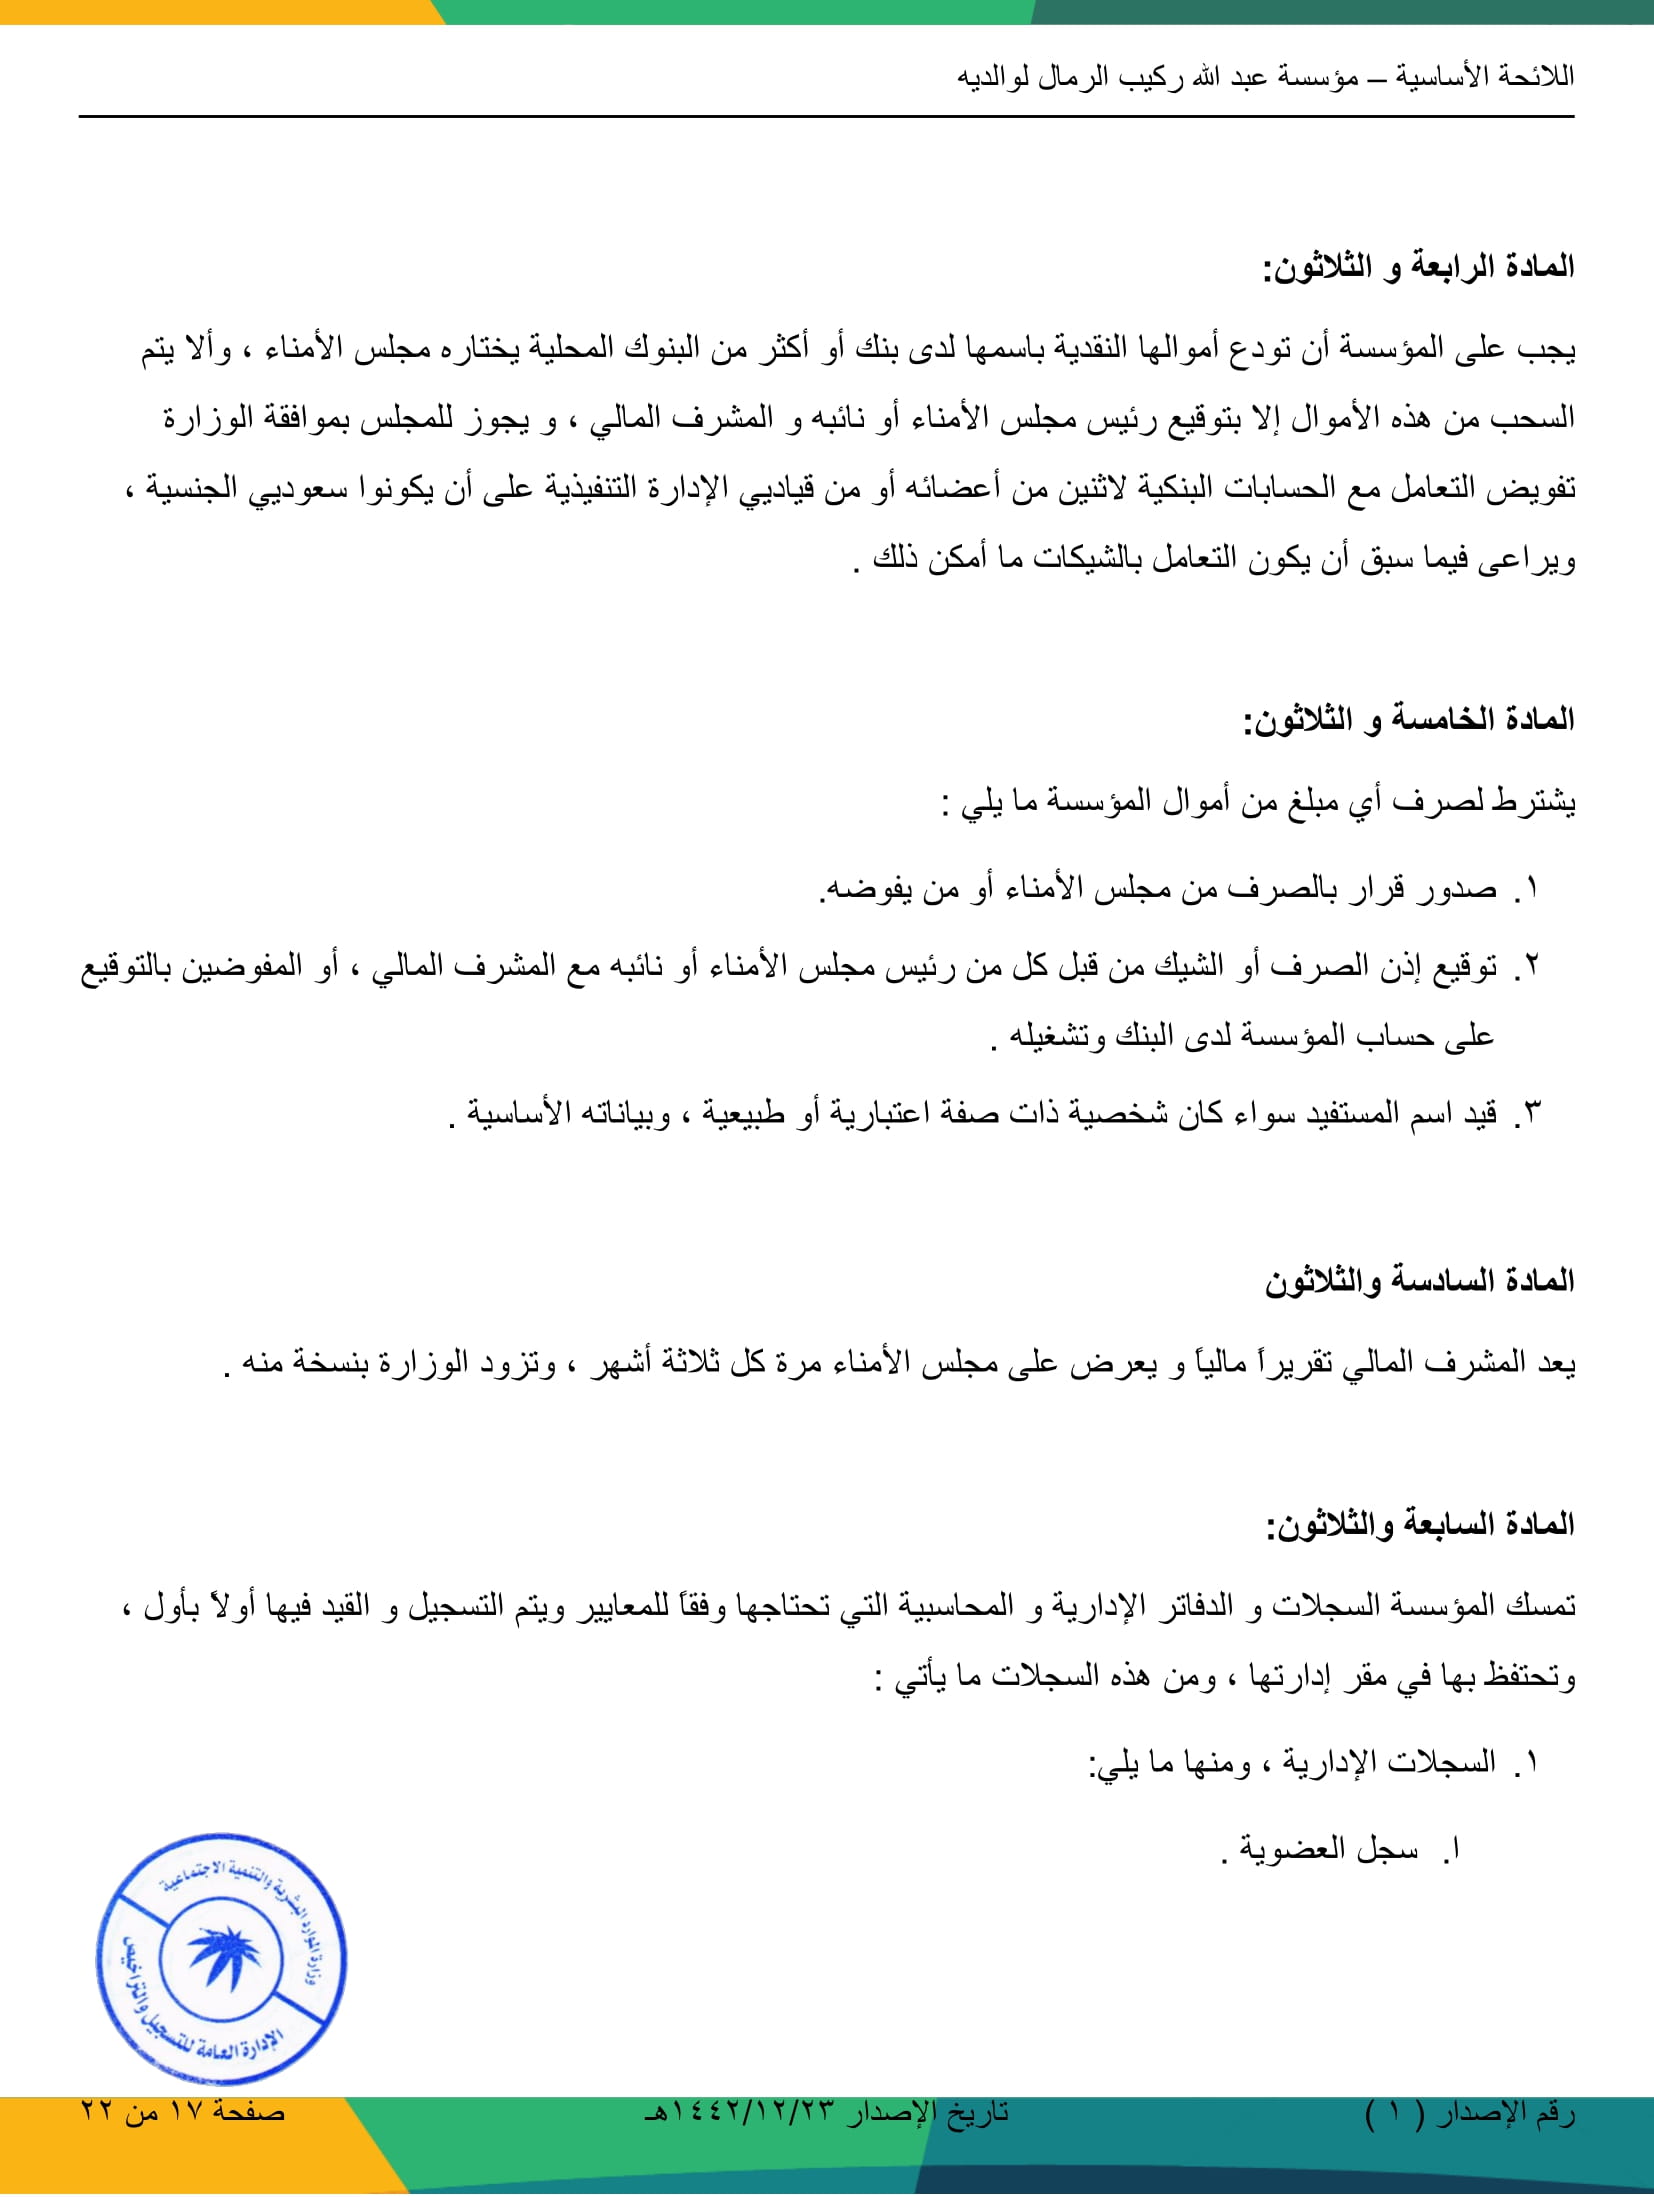 اللائحة الأساسية – مؤسسة عبد الله ركيب الرمال لوالديه
المادة الرابعة و الثلاثون:
يجب على المؤسسة أن تودع أموالها النقدية باسمها لدى بنك أو أكثر من البنوك المحلية يختاره مجلس الأمناء ، وألا يتم
السحب من هذه الأموال إلا بتوقيع رئيس مجلس الأمناء أو نائبه و المشرف المالي ، و يجوز للمجلس بموافقة الوزارة
تفويض التعامل مع الحسابات البنكية لاثنين من أعضائه أو من قياديي الإدارة التنفيذية على أن يكونوا سعوديي الجنسية ،
ويراعى فيما سبق أن يكون التعامل بالشيكات ما أمكن ذلك .
المادة الخامسة و الثلاثون:
يشترط لصرف أي مبلغ من أموال المؤسسة ما يلي :
١. صدور قرار بالصرف من مجلس الأمناء أو من يفوضه.
٢. توقيع إذن الصرف أو الشيك من قبل كل من رئيس مجلس الأمناء أو نائبه مع المشرف المالي ، أو المفوضين بالتوقيع
على حساب المؤسسة لدى البنك وتشغيله .
٣. قيد اسم المستفيد سواء كان شخصية ذات صفة اعتبارية أو طبيعية ، وبياناته الأساسية .
المادة السادسة والثلاثون
يعد المشرف المالي تقريراً مالياً و يعرض على مجلس الأمناء مرة كل ثلاثة أشهر ، وتزود الوزارة بنسخة منه .
المادة السابعة والثلاثون:
تمسك المؤسسة السجلات و الدفاتر الإدارية و المحاسبية التي تحتاجها وفقاً للمعايير ويتم التسجيل و القيد فيها أولاً بأول ،
وتحتفظ بها في مقر إدارتها ، ومن هذه السجلات ما يأتي :
١. السجلات الإدارية ، ومنها ما يلي:
ا. سجل العضوية .
وزارة الموارد البشرية والتنمية الاجتماعية
الإدارة العامة للتسجيل والتراخيص
رقم الإصدار ( ١ ) تاريخ الإصدار ١٤٤٢/١٢/٢٣هـ صفحة ١٧ من ٢٢